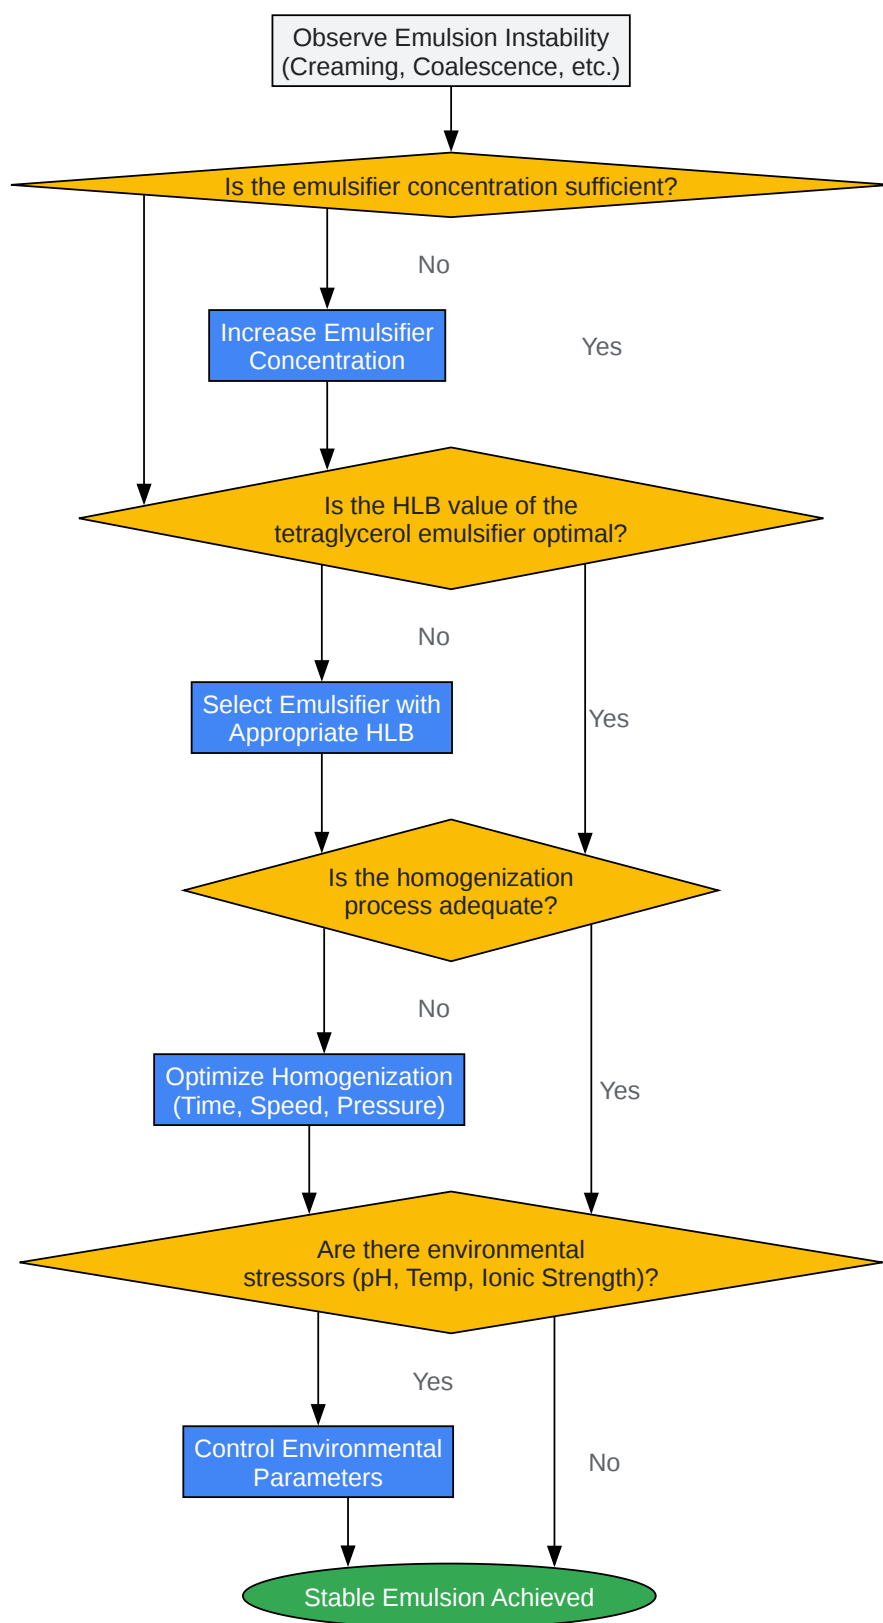 Observe Emulsion Instability
(Creaming, Coalescence, etc.)
Is the emulsifier concentration sufficient?
No
Increase Emulsifier
Concentration
Yes
Is the HLB value of the
tetraglycerol emulsifier optimal?
No
Select Emulsifier with
Appropriate HLB
Yes
Is the homogenization
process adequate?
No
Optimize Homogenization
(Time, Speed, Pressure)
Yes
Are there environmental
stressors (pH, Temp, Ionic Strength)?
Yes
Control Environmental
Parameters
No
Stable Emulsion Achieved